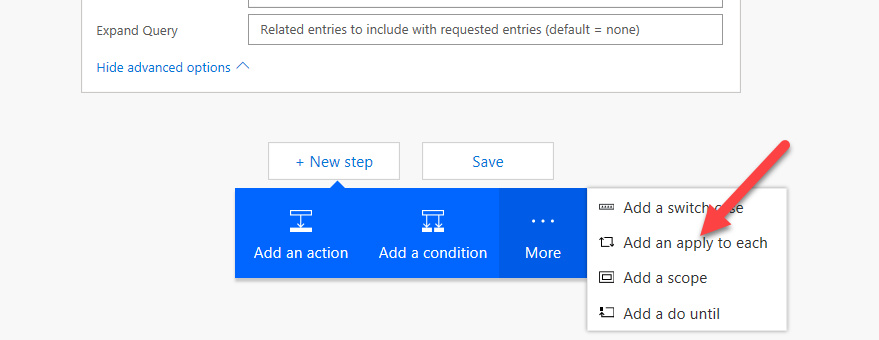 Expand Query
Related entries to include with requested entries (default = none)
Hide advanced options
+ New step
Save
Add an action
Add a condition
More
Add a switch case
Add an apply to each
Add a scope
Add a do until